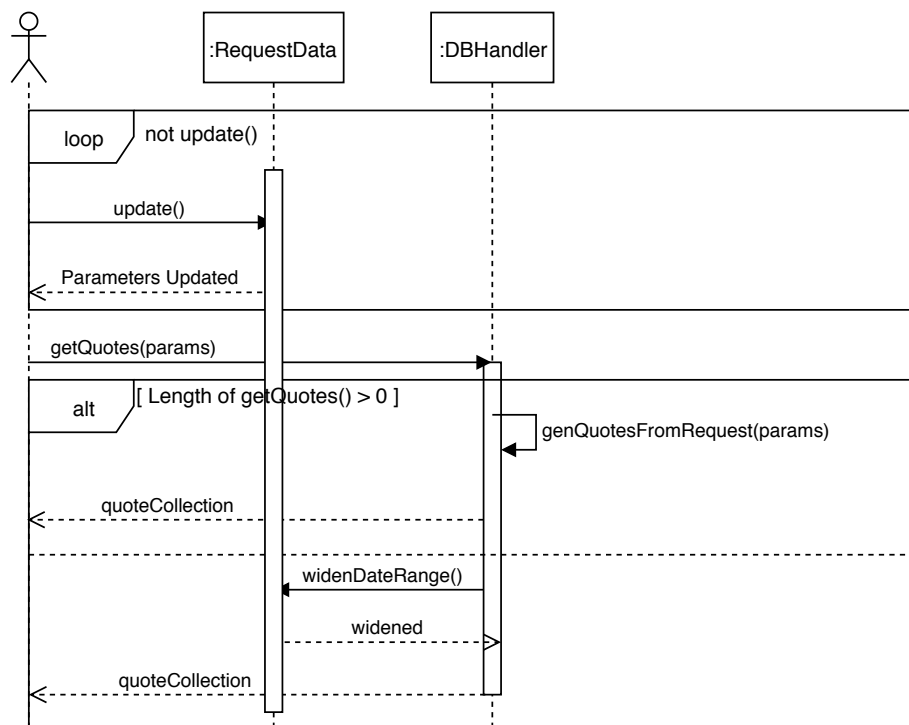 :RequestData
:DBHandler
loop
not update()
update()
Parameters Updated
getQuotes(params)
alt
[ Length of getQuotes() > 0 ]
genQuotesFromRequest(params)
quoteCollection
widenDateRange()
widened
quoteCollection